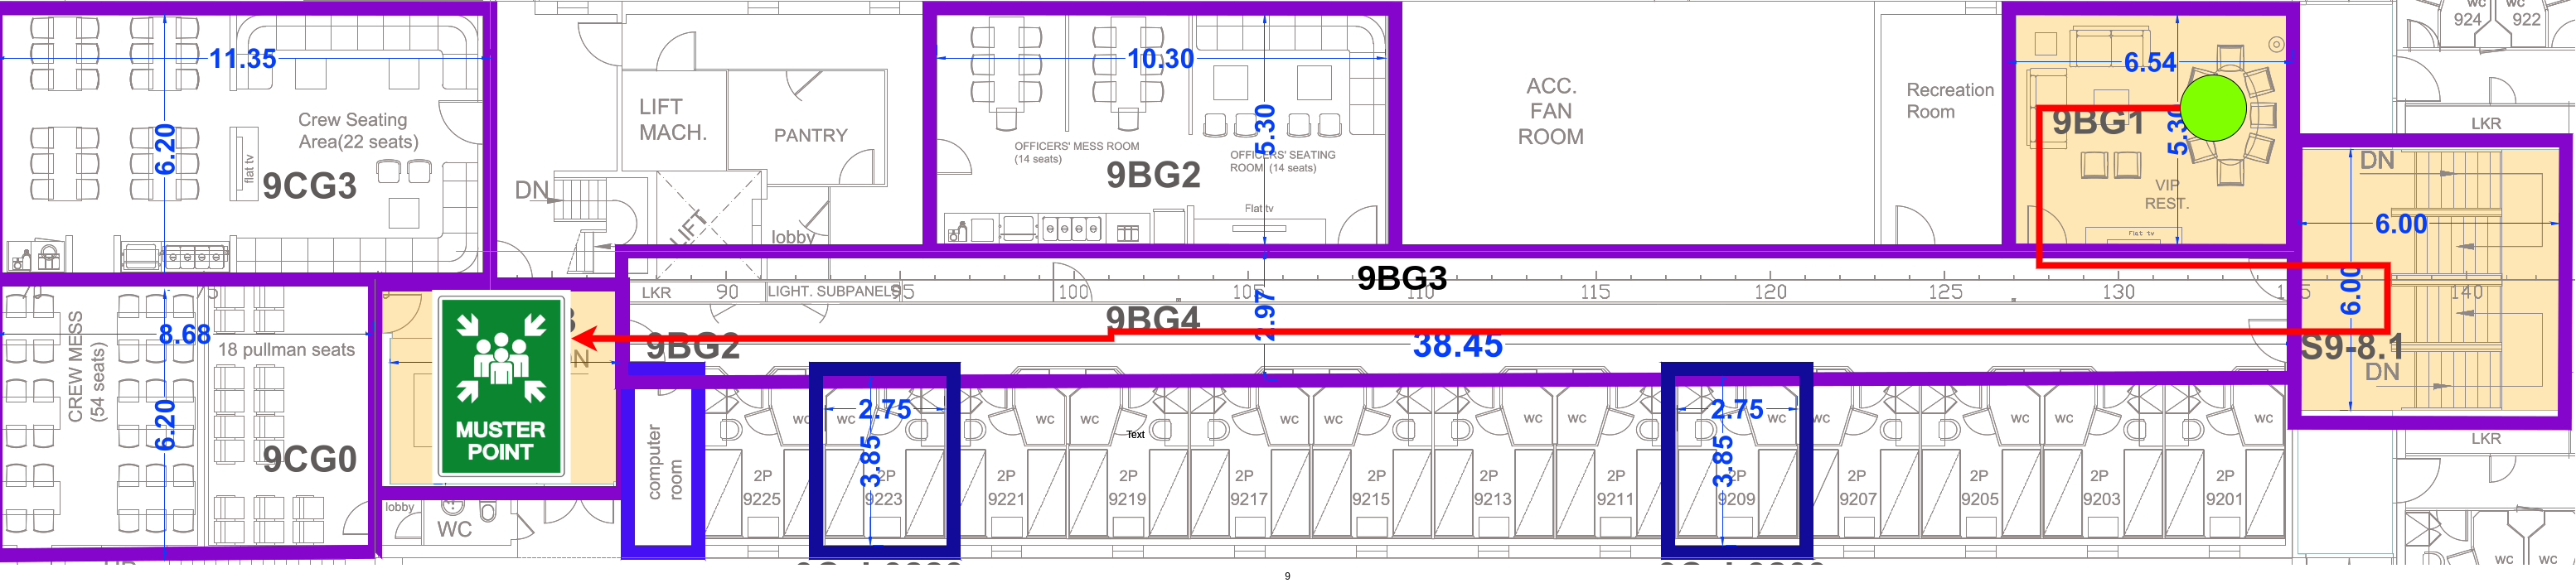 11.35
6.20
Crew Seating
Area(22 seats)
flat tv
9CG3
DN
LIFT
MACH.
PANTRY
LIFT
lobby
10.30
5.30
OFFICERS' MESS ROOM
(14 seats)
OFFICERS' SEATING
ROOM (14 seats)
9BG2
Flat tv
ACC.
FAN
ROOM
Recreation
Room
6.54
9BG1
5.30
VIP
REST.
Flat tv
WC
924
WC
922
LKR
DN
6.00
6.00
140
S9-8.1
DN
LKR
WC
WC
CREW MESS
(54 seats)
8.68
6.20
18 pullman seats
9CG0
MUSTER
POINT
lobby
WC
LKR
90
LIGHT. SUBPANELS
95
100
105
110
115
120
125
130
9BG3
9BG4
2.97
9BG2
38.45
computer
room
2.75
3.85
Text
2.75
3.85
WC
WC
WC
WC
WC
WC
WC
WC
WC
WC
WC
WC
WC
2P
9225
2P
9223
2P
9221
2P
9219
2P
9217
2P
9215
2P
9213
2P
9211
2P
9209
2P
9207
2P
9205
2P
9203
2P
9201
9